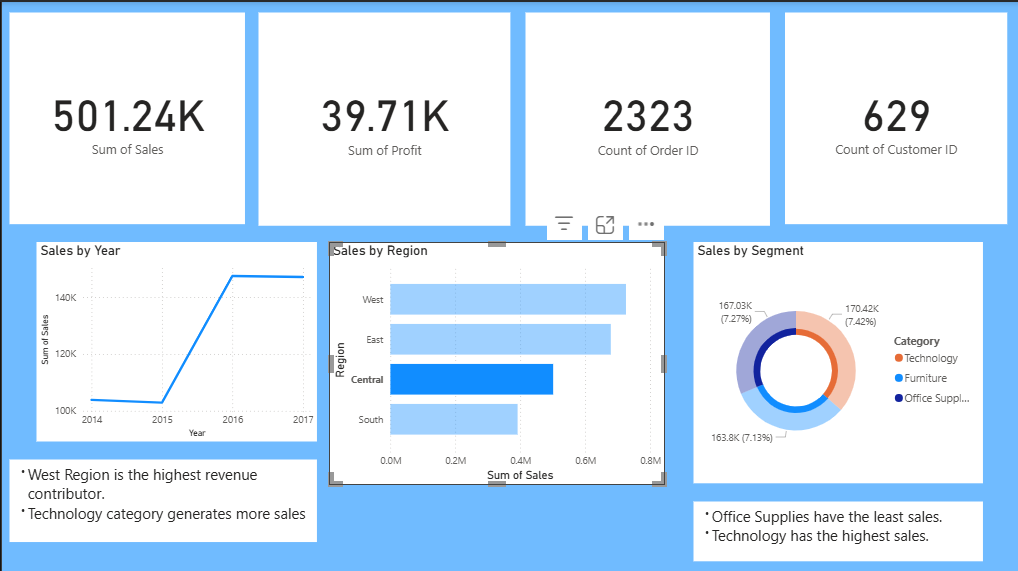 501.24K
Sum of Sales
39.71K
Sum of Profit
2323
Count of Order ID
629
Count of Customer ID
Sales by Year
140K
120K
100K
Sum of Sales
2014 2015 2016 2017
Year
Sales by Region
Region
West
East
Central
South
0.0M 0.2M 0.4M 0.6M 0.8M
Sum of Sales
Sales by Segment
167.03K
(7.27%)
170.42K
(7.42%)
163.8K (7.13%)
Category
Technology
Furniture
Office Suppl...
• West Region is the highest revenue
contributor.
• Technology category generates more sales
• Office Supplies have the least sales.
• Technology has the highest sales.